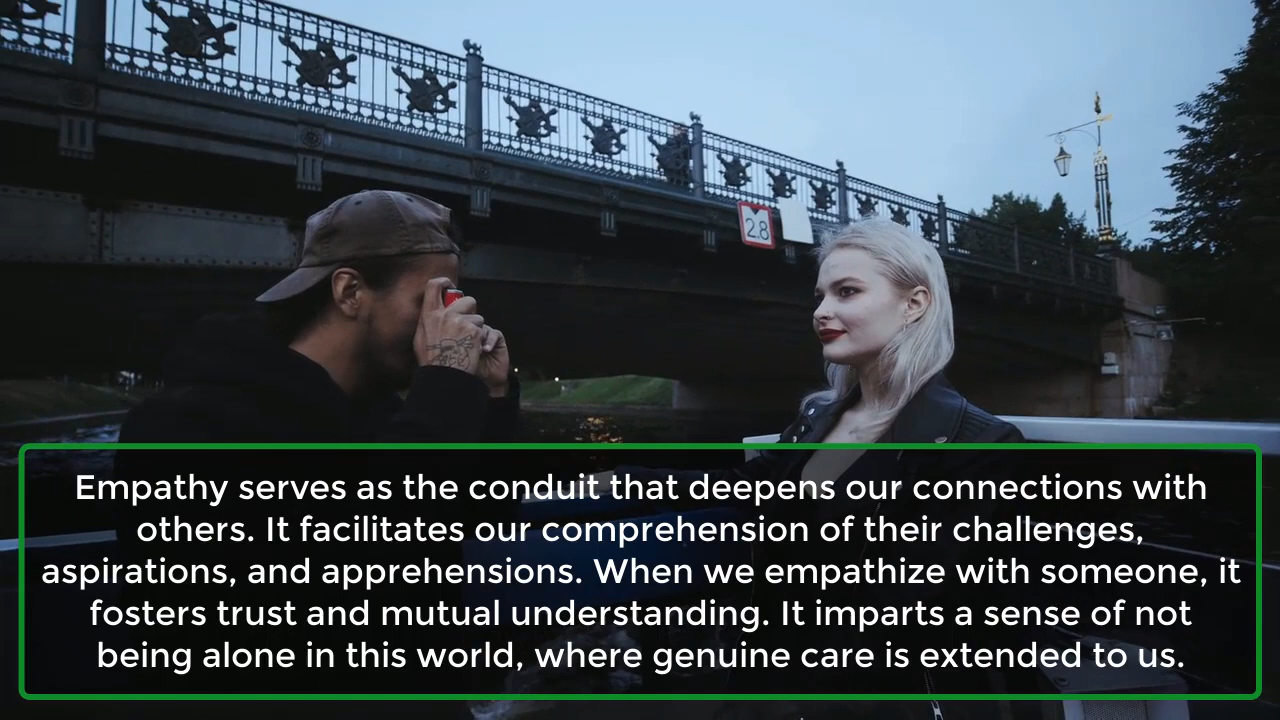 2.8
Empathy serves as the conduit that deepens our connections with
others. It facilitates our comprehension of their challenges,
aspirations, and apprehensions. When we empathize with someone, it
fosters trust and mutual understanding. It imparts a sense of not
being alone in this world, where genuine care is extended to us.